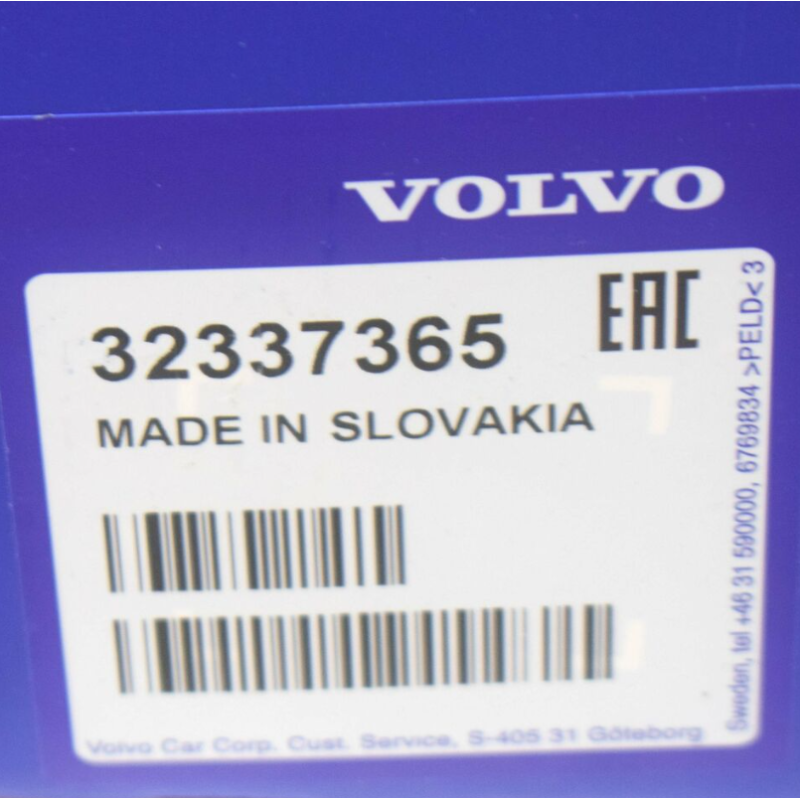 VOLVO
32337365
EAC
MADE IN SLOVAKIA
Volvo Car Corp. Cust. Service, S-405 31 Göteborg
Sweden, tel +46 31 590000, 6769834 >PELD< 3